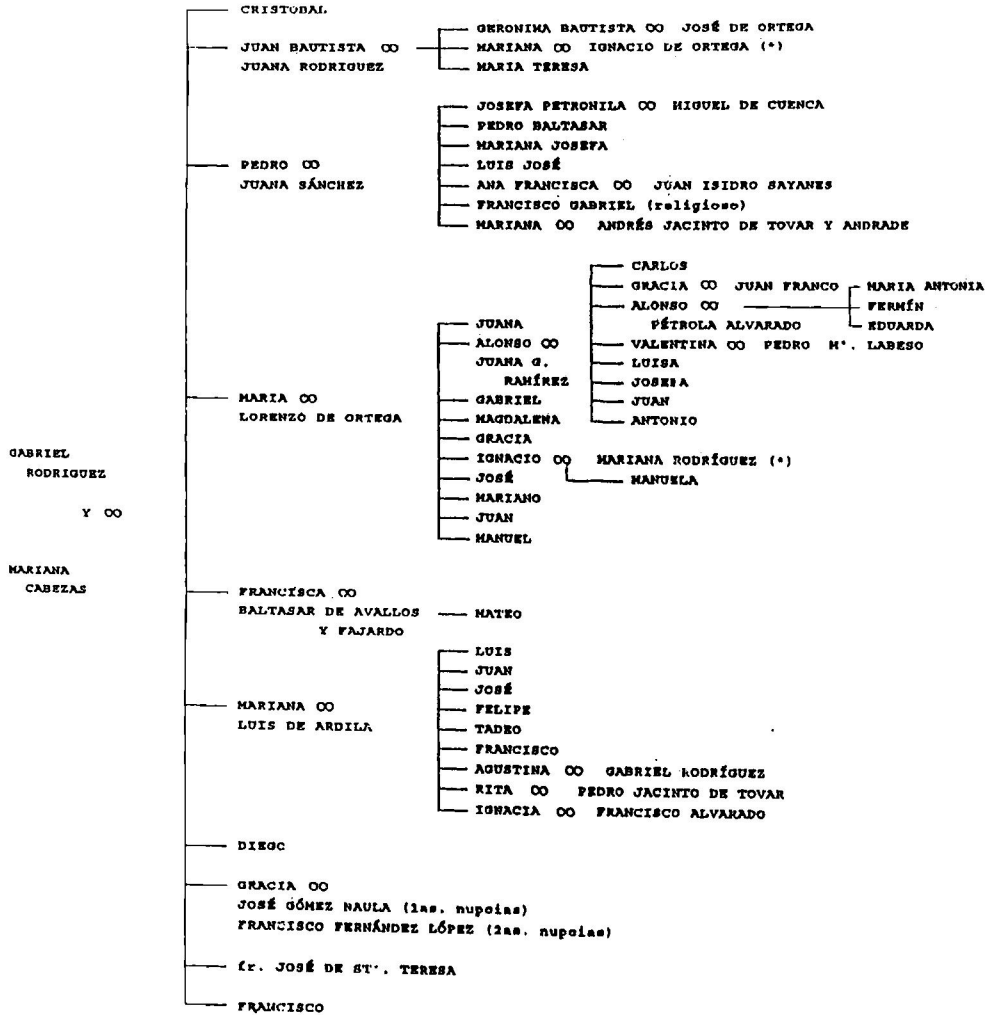 CRISTOBAL
JUAN BAUTISTA ∞
JUANA RODRIGUEZ
GERONIMA BAUTISTA ∞ JOSÉ DE ORTEGA
MARIANA ∞ IGNACIO DE ORTEGA (*)
MARIA TERESA
PEDRO ∞
JUANA SÁNCHEZ
JOSEFA PETRONILA ∞ MIGUEL DE CUENCA
PEDRO BALTASAR
MARIANA JOSEFA
LUIS JOSÉ
ANA FRANCISCA ∞ JUAN ISIDRO SAYANES
FRANCISCO GABRIEL (religioso)
MARIANA ∞ ANDRÉS JACINTO DE TOVAR Y ANDRADE
MARIA ∞
LORENZO DE ORTEGA
JUANA
ALONSO ∞
JUANA G.
RAMÍREZ
CARLOS
GRACIA ∞ JUAN FRANCO
ALONSO ∞
PÉTROLA ALVARADO
MARIA ANTONIA
FERMÍN
EDUARDA
VALENTINA ∞ PEDRO Mª. LABESO
LUISA
JOSEFA
JUAN
ANTONIO
GABRIEL
MAGDALENA
GRACIA
IGNACIO ∞ MARIANA RODRÍGUEZ (*)
MANUELA
JOSÉ
MARIANO
JUAN
MANUEL
GABRIEL
RODRIGUEZ
Y ∞
MARIANA
CABEZAS
FRANCISCA ∞
BALTASAR DE AVALLOS
Y FAJARDO
MATEO
MARIANA ∞
LUIS DE ARDILA
LUIS
JUAN
JOSÉ
FELIPE
TADEO
FRANCISCO
AGUSTINA ∞ GABRIEL RODRÍGUEZ
RITA ∞ PEDRO JACINTO DE TOVAR
IGNACIA ∞ FRANCISCO ALVARADO
DIEGO
GRACIA ∞
JOSÉ GÓMEZ NAULA (1as. nupcias)
FRANCISCO FERNÁNDEZ LÓPEZ (2as. nupcias)
fr. JOSÉ DE STª. TERESA
FRANCISCO